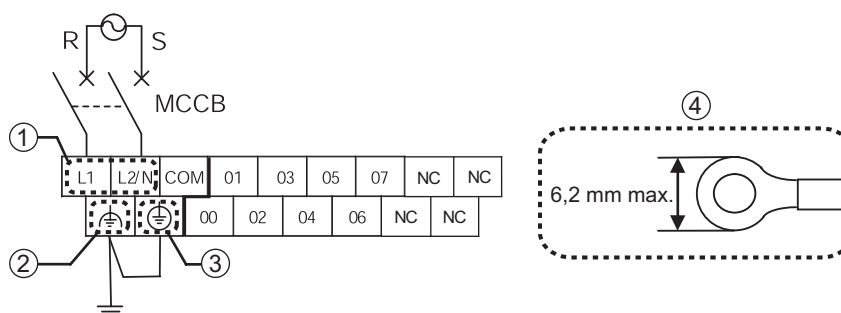 R S
MCCB
①
④
L1 L2/N COM 01 03 05 07 NC NC
6,2 mm max.
00 02 04 06 NC NC
② ③